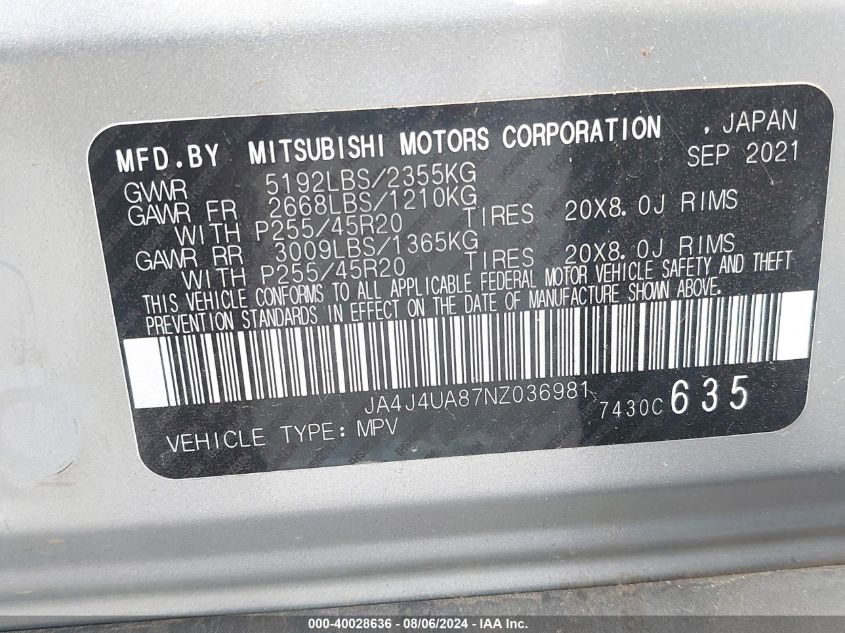 MFD.BY MITSUBISHI MOTORS CORPORATION , JAPAN
SEP 2021
GVWR 5192LBS/2355KG
GAWR FR 2668LBS/1210KG
WITH P255/45R20 TIRES 20X8.0J RIMS
GAWR RR 3009LBS/1365KG
WITH P255/45R20 TIRES 20X8.0J RIMS
THIS VEHICLE CONFORMS TO ALL APPLICABLE FEDERAL MOTOR VEHICLE SAFETY AND THEFT
PREVENTION STANDARDS IN EFFECT ON THE DATE OF MANUFACTURE SHOWN ABOVE.
JA4J4UA87NZ036981 7430C 635
VEHICLE TYPE: MPV
000-40028636 - 08/06/2024 - IAAI.COM